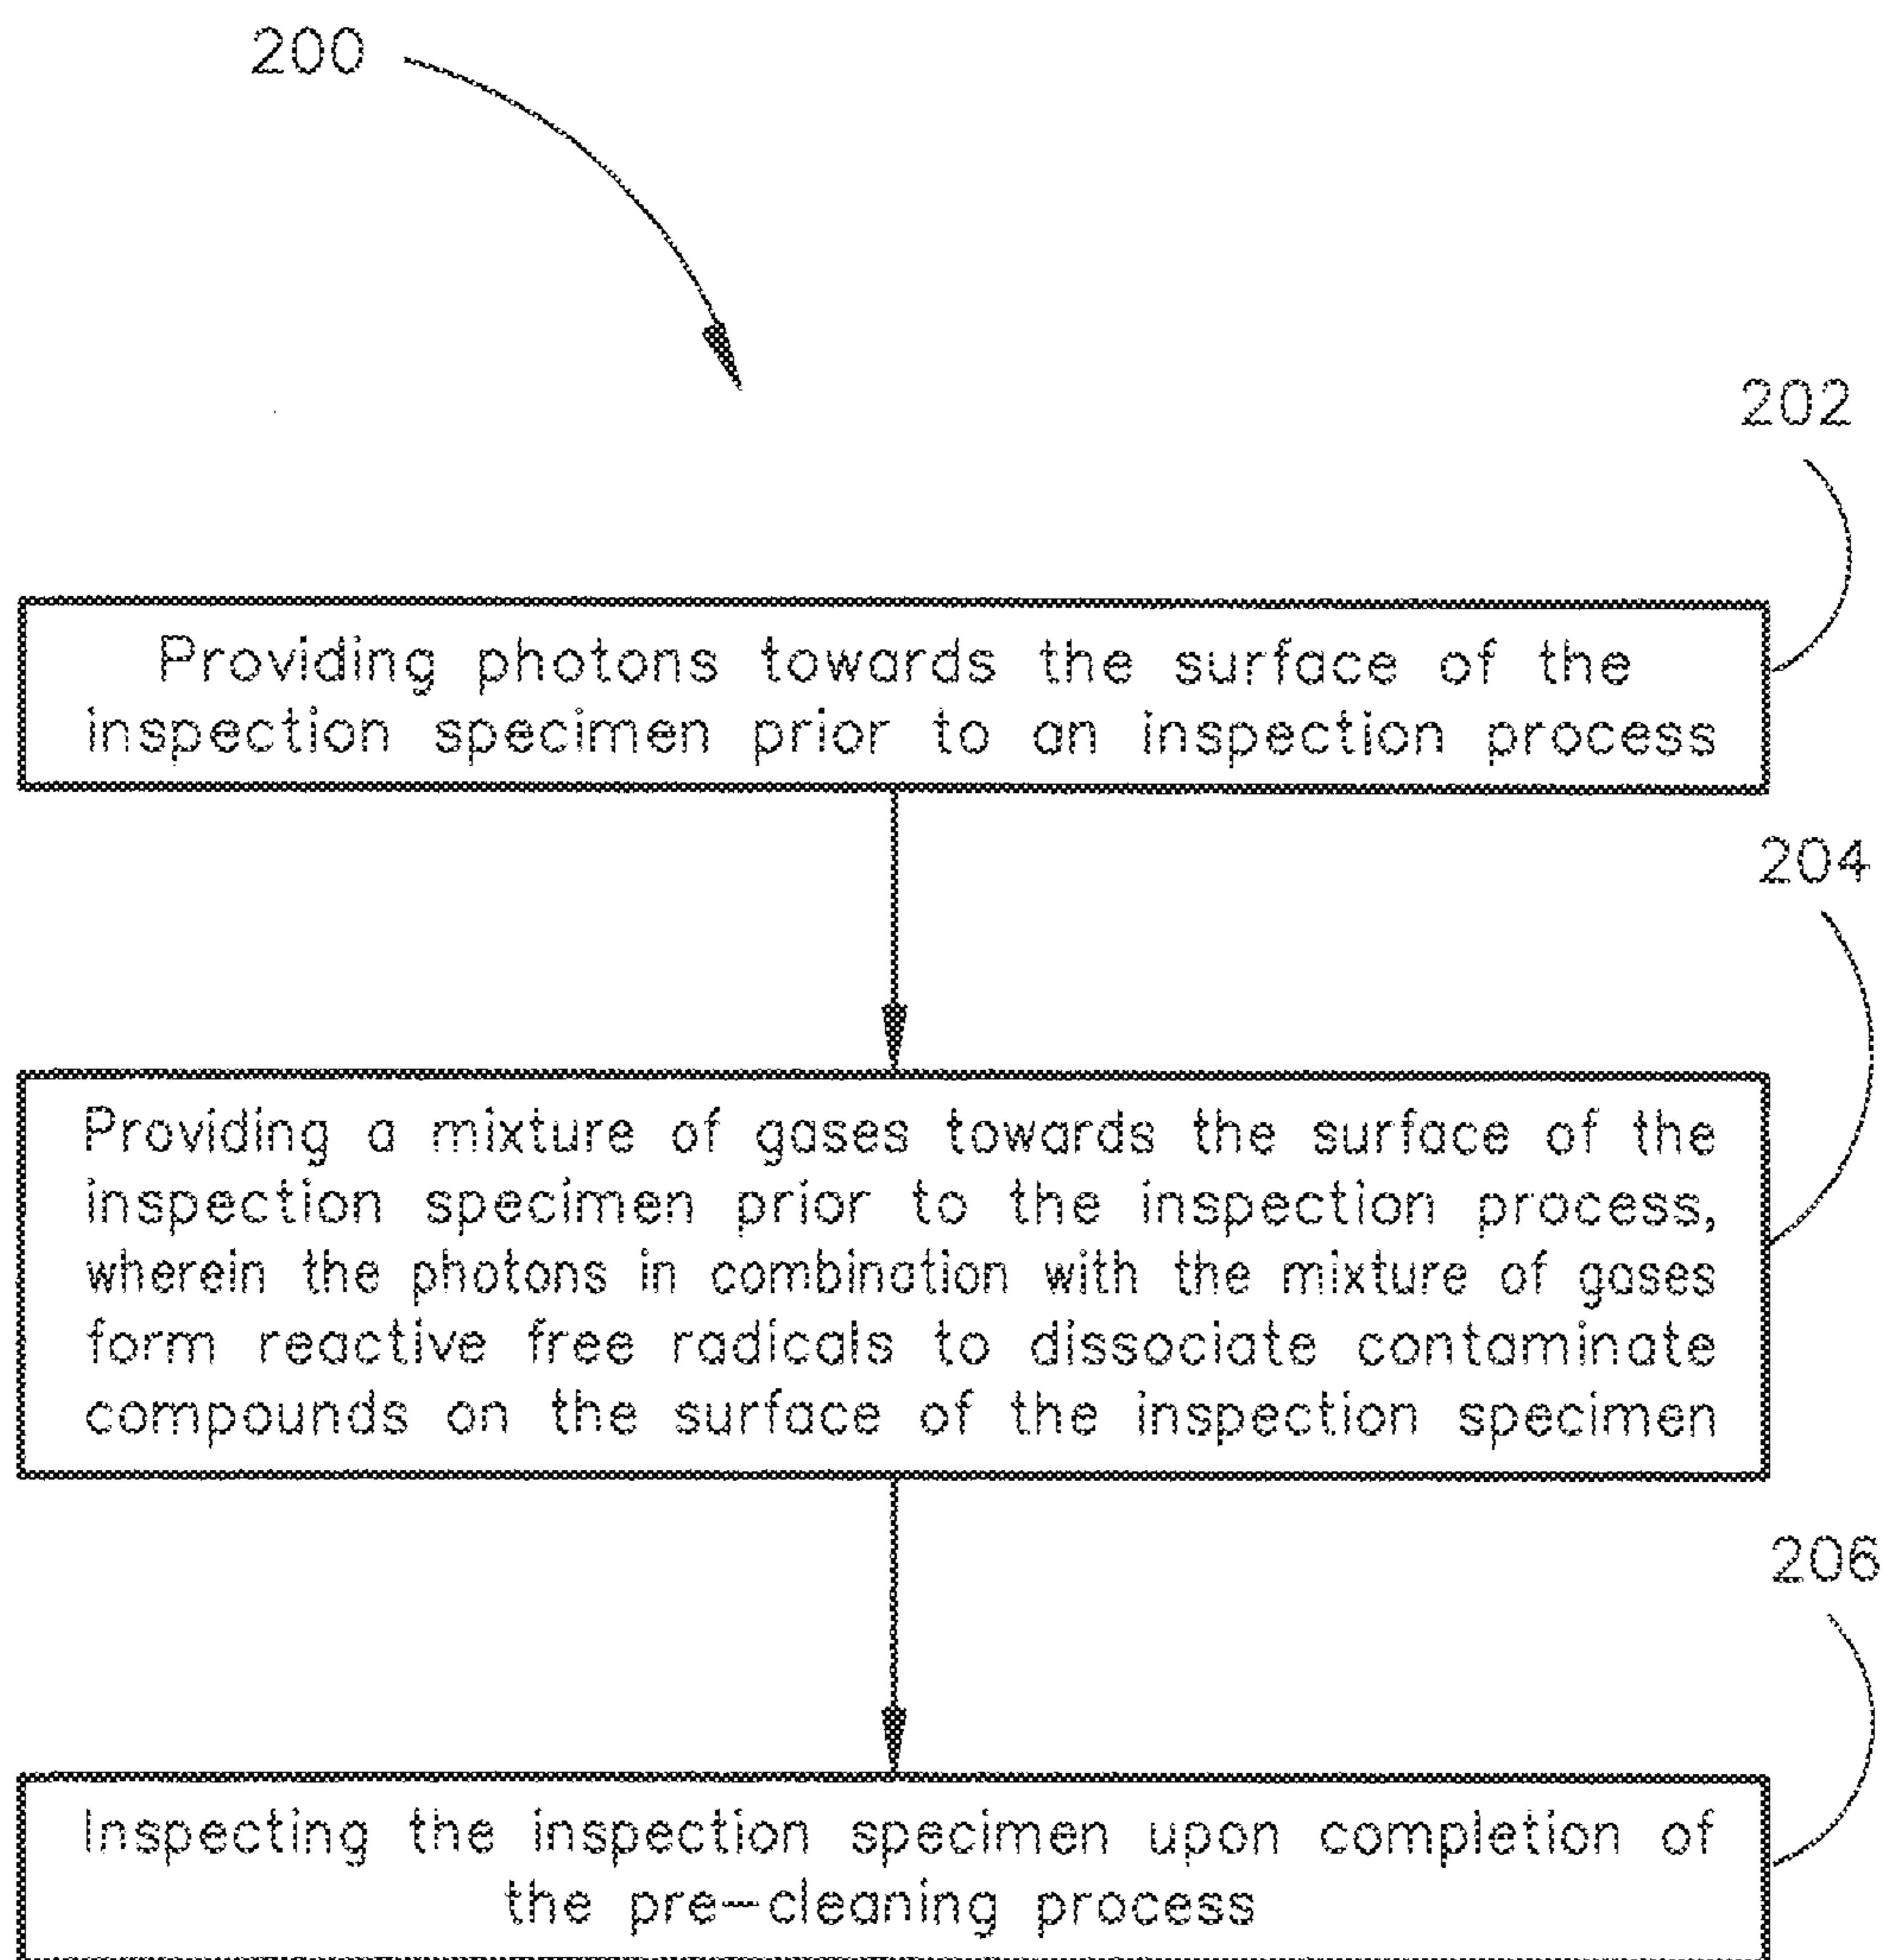 200
202
Providing photons towards the surface of the
inspection specimen prior to an inspection process
204
Providing a mixture of gases towards the surface of the
inspection specimen prior to the inspection process,
wherein the photons in combination with the mixture of gases
form reactive free radicals to dissociate contaminate
compounds on the surface of the inspection specimen
206
Inspecting the inspection specimen upon completion of
the pre-cleaning process